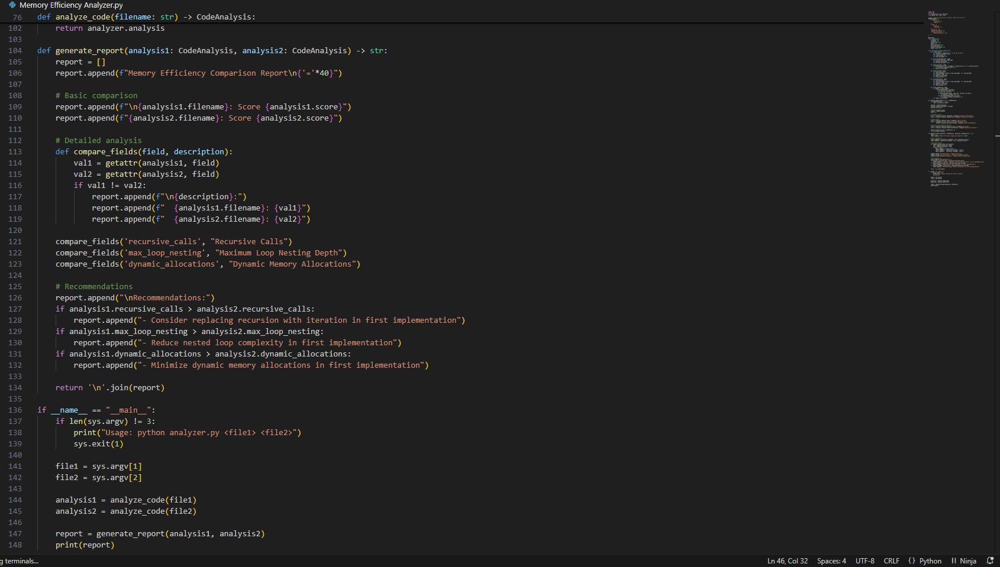 Memory Efficiency Analyzer.py
76 def analyze_code(filename: str) -> CodeAnalysis:
102     return analyzer.analysis
103
104 def generate_report(analysis1: CodeAnalysis, analysis2: CodeAnalysis) -> str:
105     report = []
106     report.append(f"Memory Efficiency Comparison Report\n{'='*40}")
107
108     # Basic comparison
109     report.append(f"\n{analysis1.filename}: Score {analysis1.score}")
110     report.append(f"{analysis2.filename}: Score {analysis2.score}")
111
112     # Detailed analysis
113     def compare_fields(field, description):
114         val1 = getattr(analysis1, field)
115         val2 = getattr(analysis2, field)
116         if val1 != val2:
117             report.append(f"\n{description}:")
118             report.append(f"  {analysis1.filename}: {val1}")
119             report.append(f"  {analysis2.filename}: {val2}")
120
121     compare_fields('recursive_calls', "Recursive Calls")
122     compare_fields('max_loop_nesting', "Maximum Loop Nesting Depth")
123     compare_fields('dynamic_allocations', "Dynamic Memory Allocations")
124
125     # Recommendations
126     report.append("\nRecommendations:")
127     if analysis1.recursive_calls > analysis2.recursive_calls:
128         report.append("- Consider replacing recursion with iteration in first implementation")
129     if analysis1.max_loop_nesting > analysis2.max_loop_nesting:
130         report.append("- Reduce nested loop complexity in first implementation")
131     if analysis1.dynamic_allocations > analysis2.dynamic_allocations:
132         report.append("- Minimize dynamic memory allocations in first implementation")
133
134     return '\n'.join(report)
135
136 if __name__ == "__main__":
137     if len(sys.argv) != 3:
138         print("Usage: python analyzer.py <file1> <file2>")
139         sys.exit(1)
140
141     file1 = sys.argv[1]
142     file2 = sys.argv[2]
143
144     analysis1 = analyze_code(file1)
145     analysis2 = analyze_code(file2)
146
147     report = generate_report(analysis1, analysis2)
148     print(report)
g terminals... Ln 46, Col 32 Spaces: 4 UTF-8 CRLF {} Python Ninja